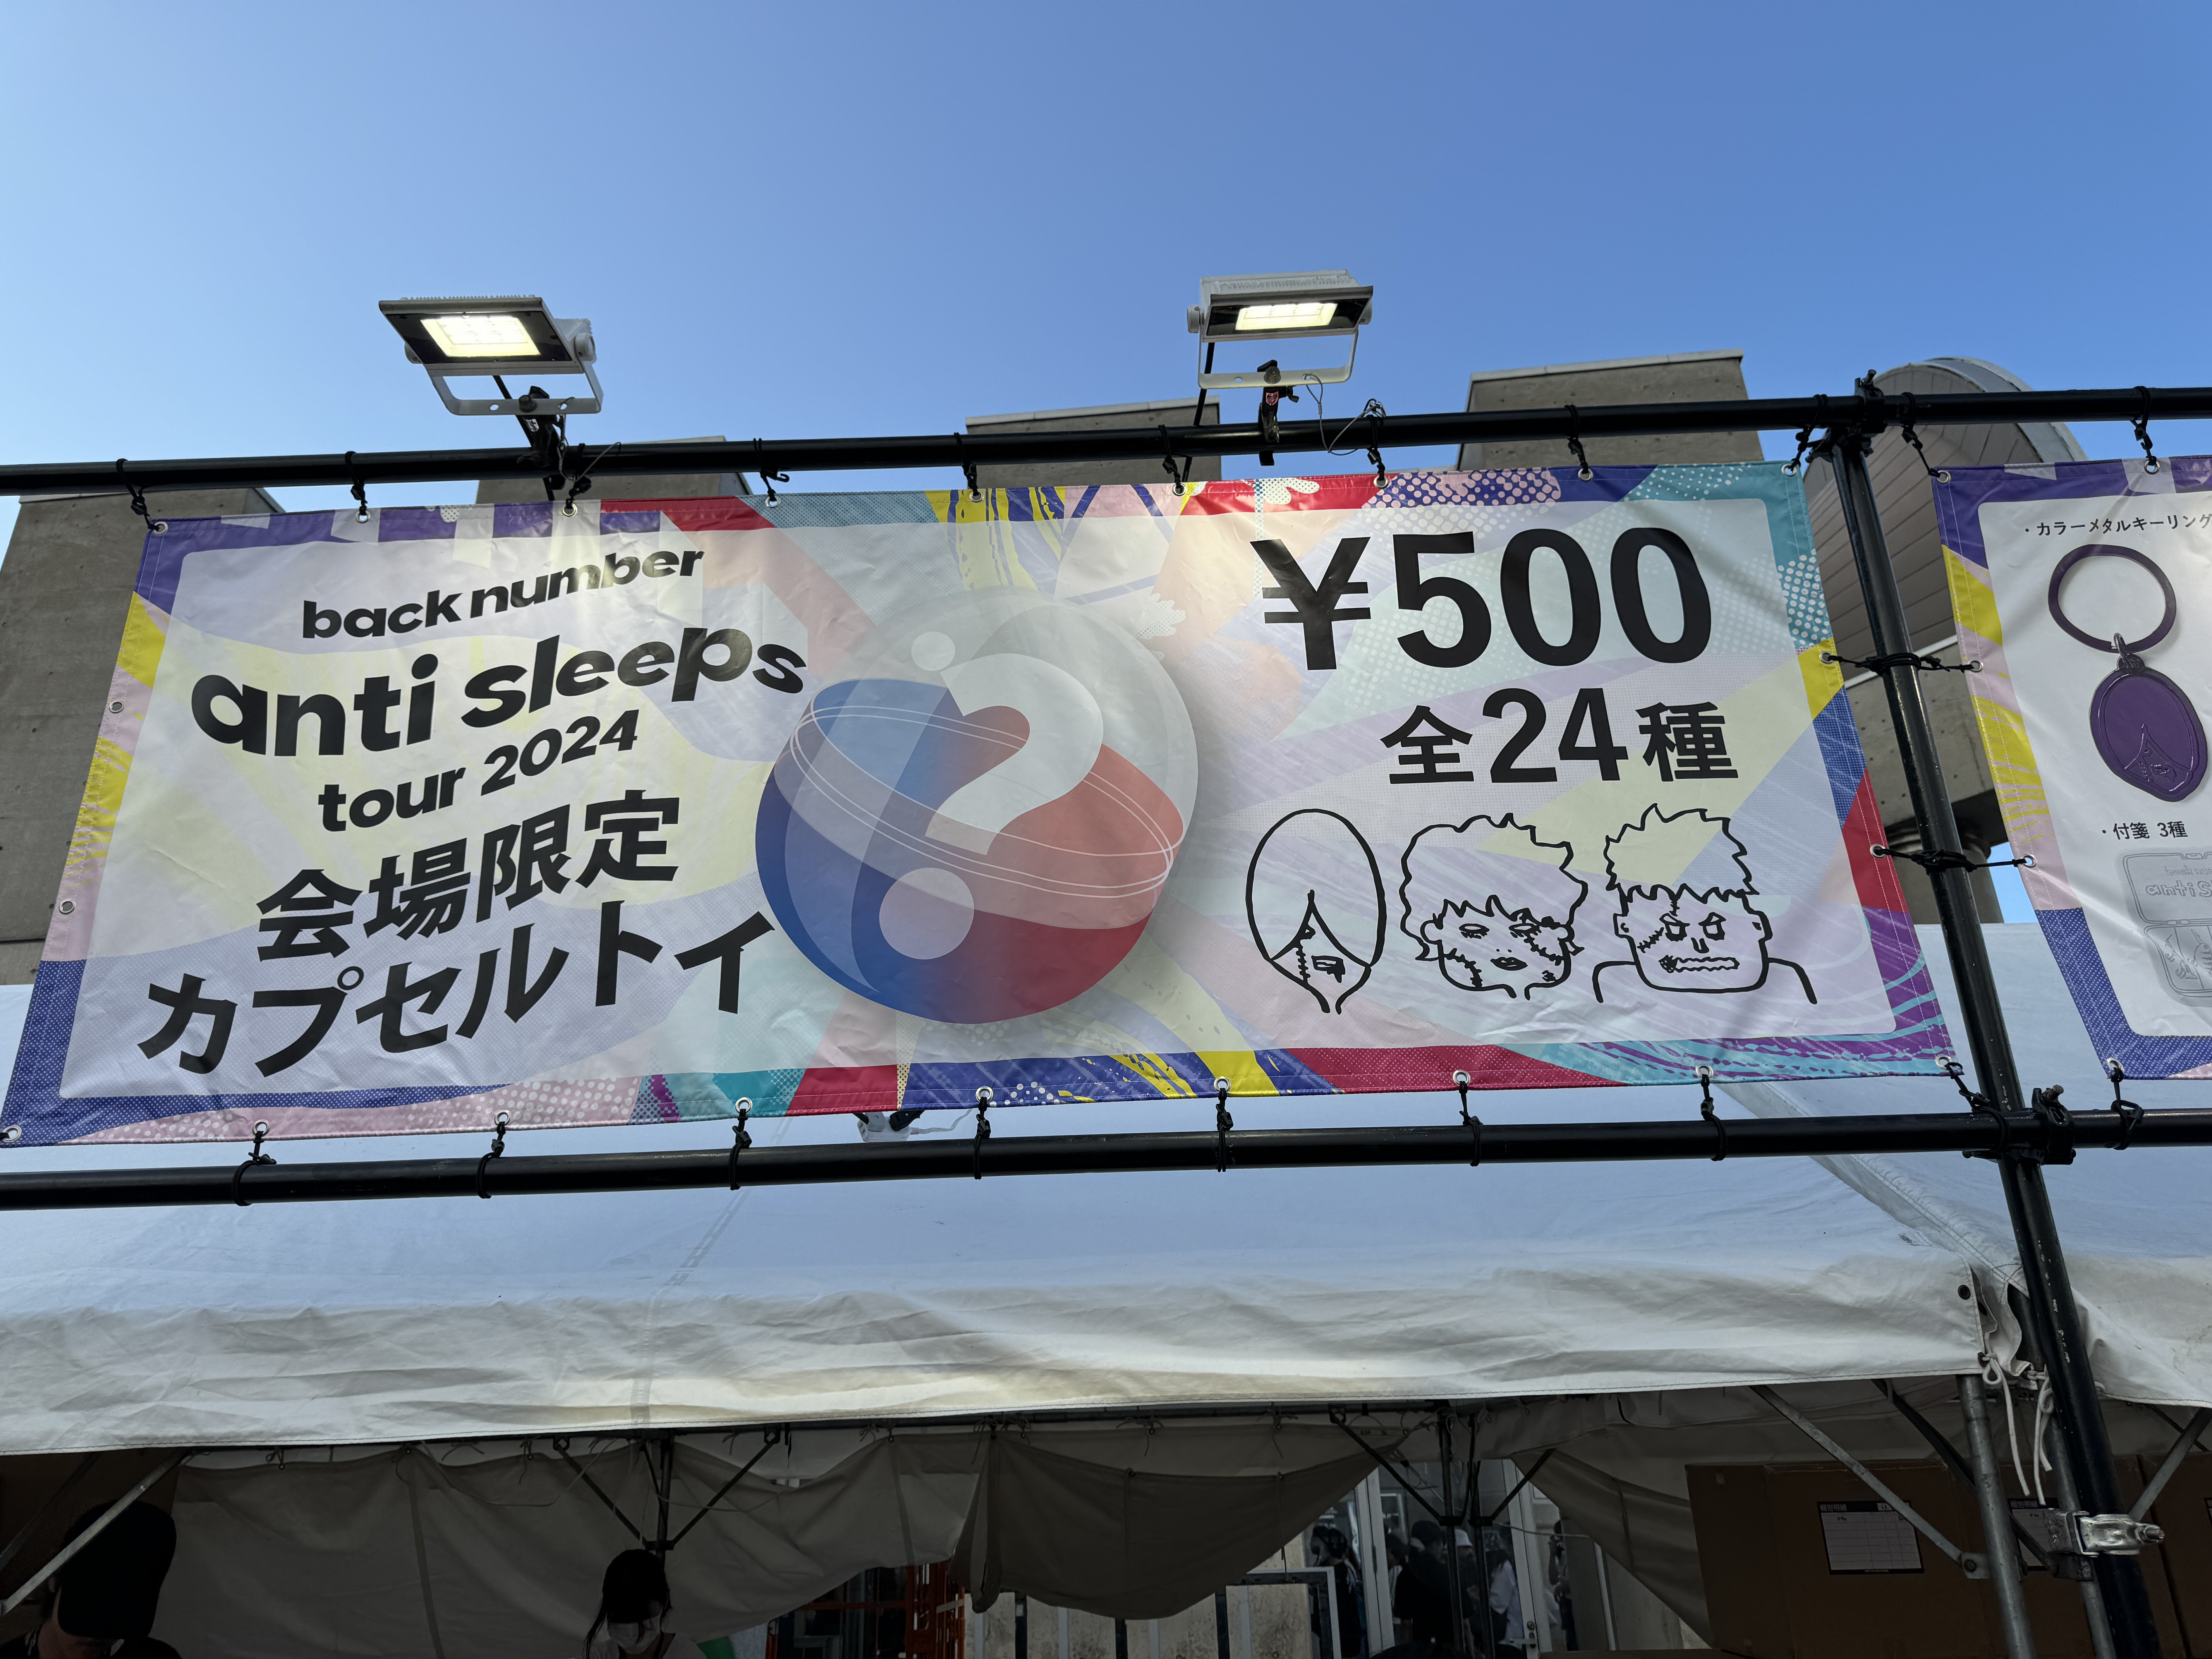 back number
anti sleeps
tour 2024
会場限定
カプセルトイ
¥500
全24種
・カラーメタルキーリング
・付箋 3種